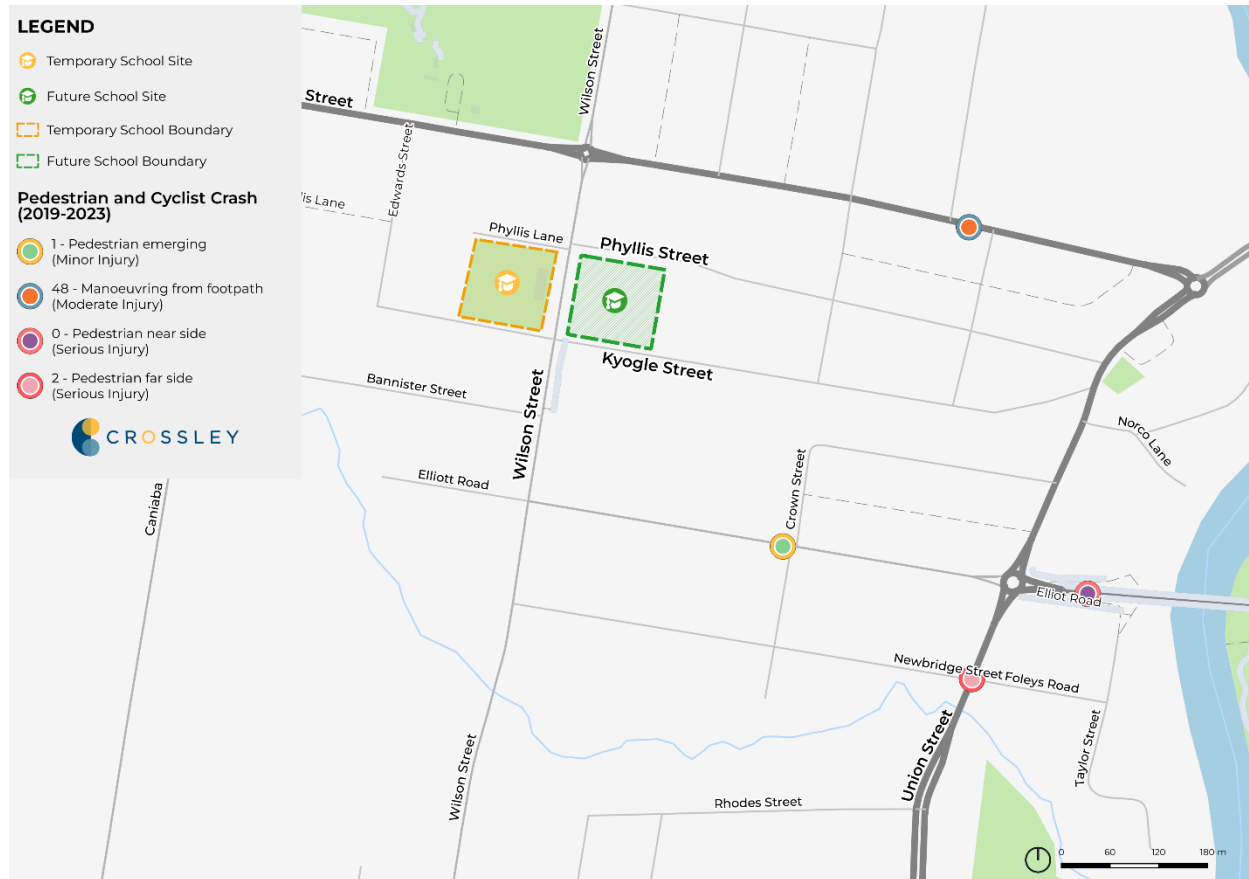 LEGEND
Temporary School Site
Future School Site
Temporary School Boundary
Future School Boundary
Pedestrian and Cyclist Crash
(2019-2023)
1 - Pedestrian emerging
(Minor Injury)
48 - Manoeuvring from footpath
(Moderate Injury)
0 - Pedestrian near side
(Serious Injury)
2 - Pedestrian far side
(Serious Injury)
CROSSLEY
Street
Wilson Street
Edwards Street
lis Lane
Phyllis Lane
Phyllis Street
Kyogle Street
Bannister Street
Wilson Street
Norco Lane
Elliott Road
Crown Street
Caniaba
Elliot Road
Newbridge Street
Foleys Road
Union Street
Taylor Street
Wilson Street
Rhodes Street
0 60 120 180 m